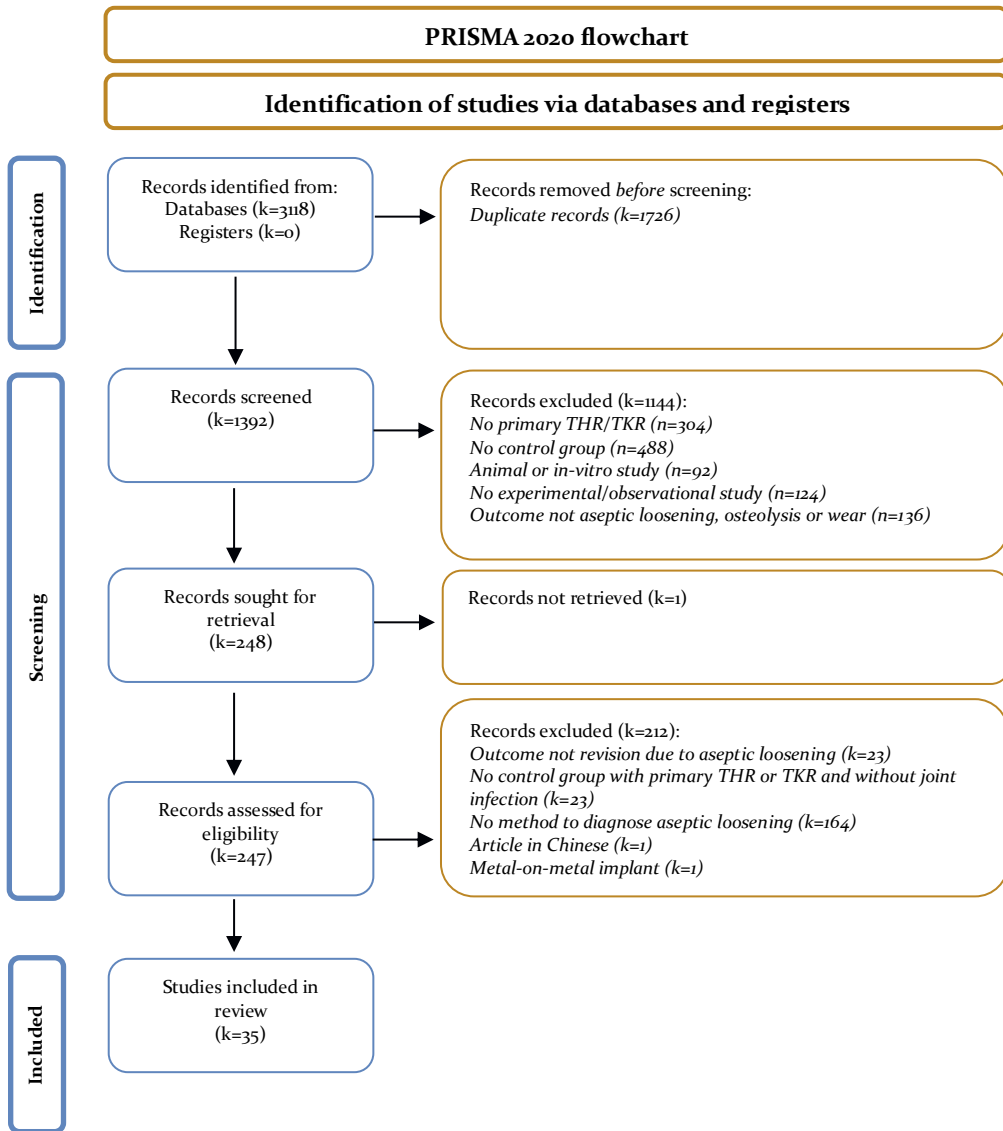 PRISMA 2020 flowchart
Identification of studies via databases and registers
Identification
Records identified from:
Databases (k=3118)
Registers (k=0)
Records removed before screening:
Duplicate records (k=1726)
Screening
Records screened
(k=1392)
Records excluded (k=1144):
No primary THR/TKR (n=304)
No control group (n=488)
Animal or in-vitro study (n=92)
No experimental/observational study (n=124)
Outcome not aseptic loosening, osteolysis or wear (n=136)
Records sought for
retrieval
(k=248)
Records not retrieved (k=1)
Records assessed for
eligibility
(k=247)
Records excluded (k=212):
Outcome not revision due to aseptic loosening (k=23)
No control group with primary THR or TKR and without joint
infection (k=23)
No method to diagnose aseptic loosening (k=164)
Article in Chinese (k=1)
Metal-on-metal implant (k=1)
Included
Studies included in
review
(k=35)